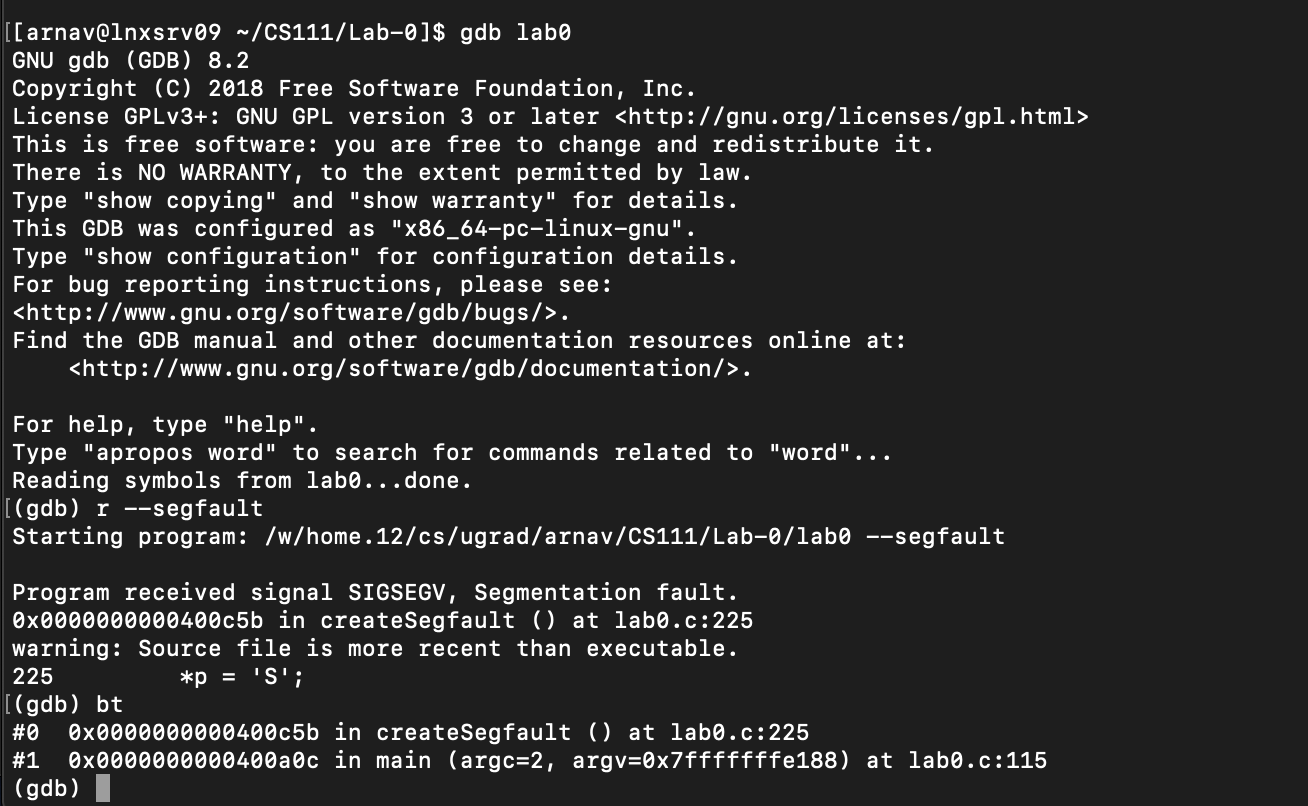 [[arnav@lnxsrv09 ~/CS111/Lab-0]$ gdb lab0
GNU gdb (GDB) 8.2
Copyright (C) 2018 Free Software Foundation, Inc.
License GPLv3+: GNU GPL version 3 or later <http://gnu.org/licenses/gpl.html>
This is free software: you are free to change and redistribute it.
There is NO WARRANTY, to the extent permitted by law.
Type "show copying" and "show warranty" for details.
This GDB was configured as "x86_64-pc-linux-gnu".
Type "show configuration" for configuration details.
For bug reporting instructions, please see:
<http://www.gnu.org/software/gdb/bugs/>.
Find the GDB manual and other documentation resources online at:
    <http://www.gnu.org/software/gdb/documentation/>.

For help, type "help".
Type "apropos word" to search for commands related to "word"...
Reading symbols from lab0...done.
[(gdb) r --segfault
Starting program: /w/home.12/cs/ugrad/arnav/CS111/Lab-0/lab0 --segfault

Program received signal SIGSEGV, Segmentation fault.
0x0000000000400c5b in createSegfault () at lab0.c:225
warning: Source file is more recent than executable.
225         *p = 'S';
[(gdb) bt
#0  0x0000000000400c5b in createSegfault () at lab0.c:225
#1  0x0000000000400a0c in main (argc=2, argv=0x7fffffffe188) at lab0.c:115
(gdb)